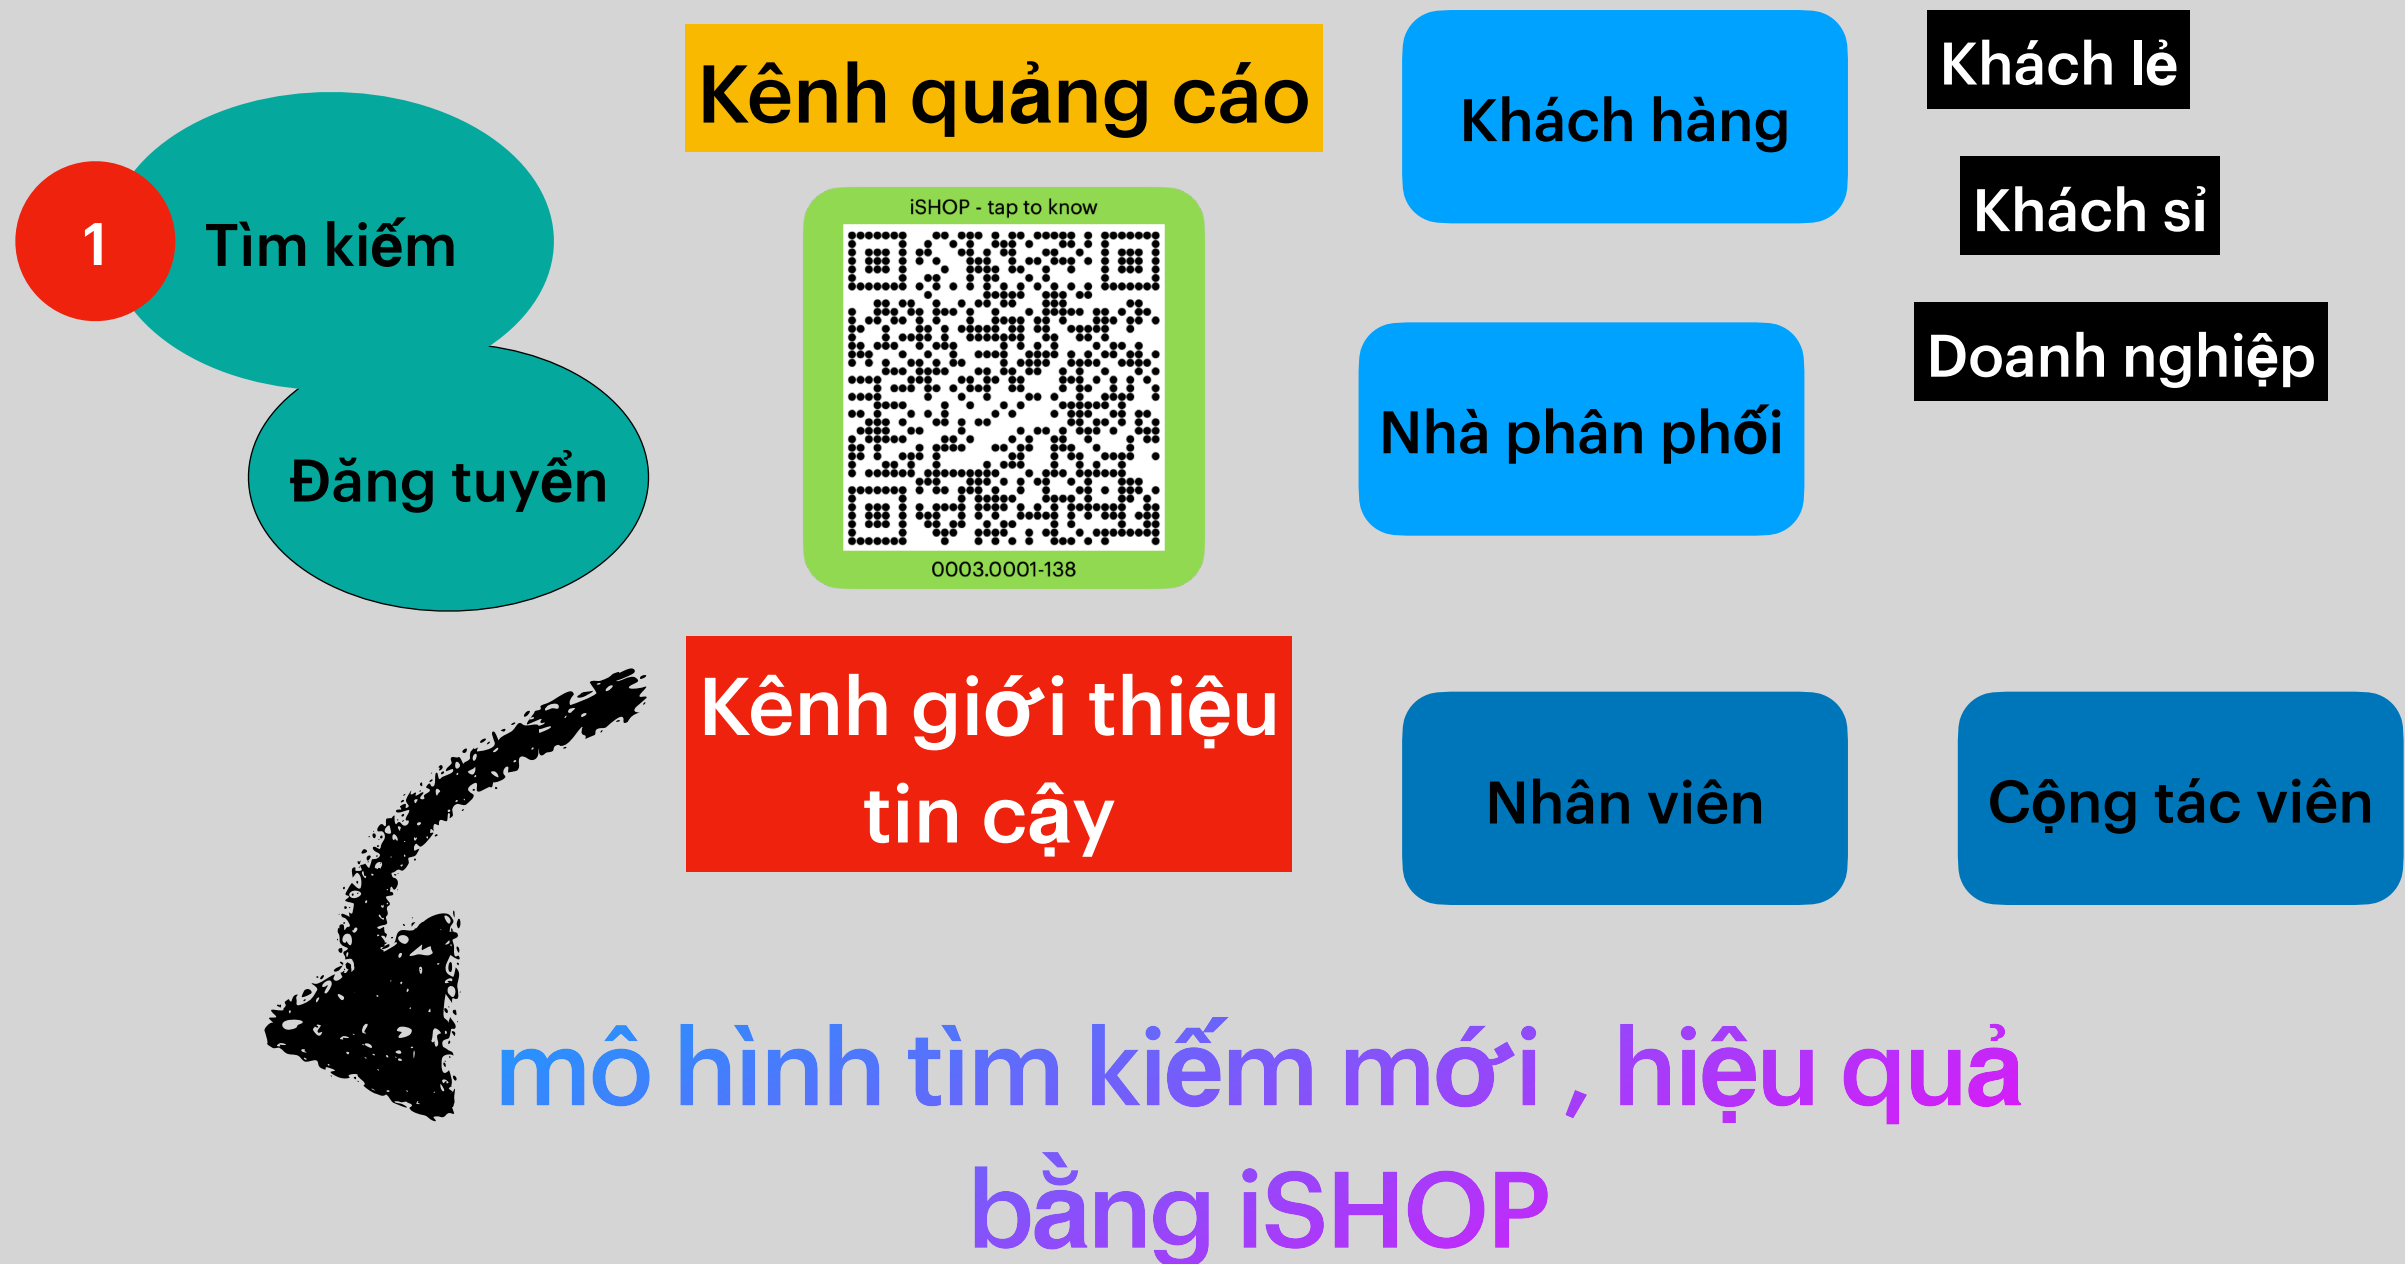 1
Tìm kiếm
Đăng tuyển
Kênh quảng cáo
iSHOP - tap to know
0003.0001-138
Khách hàng
Nhà phân phối
Khách lẻ
Khách sỉ
Doanh nghiệp
Kênh giới thiệu
tin cậy
Nhân viên
Cộng tác viên
mô hình tìm kiếm mới , hiệu quả
bằng iSHOP